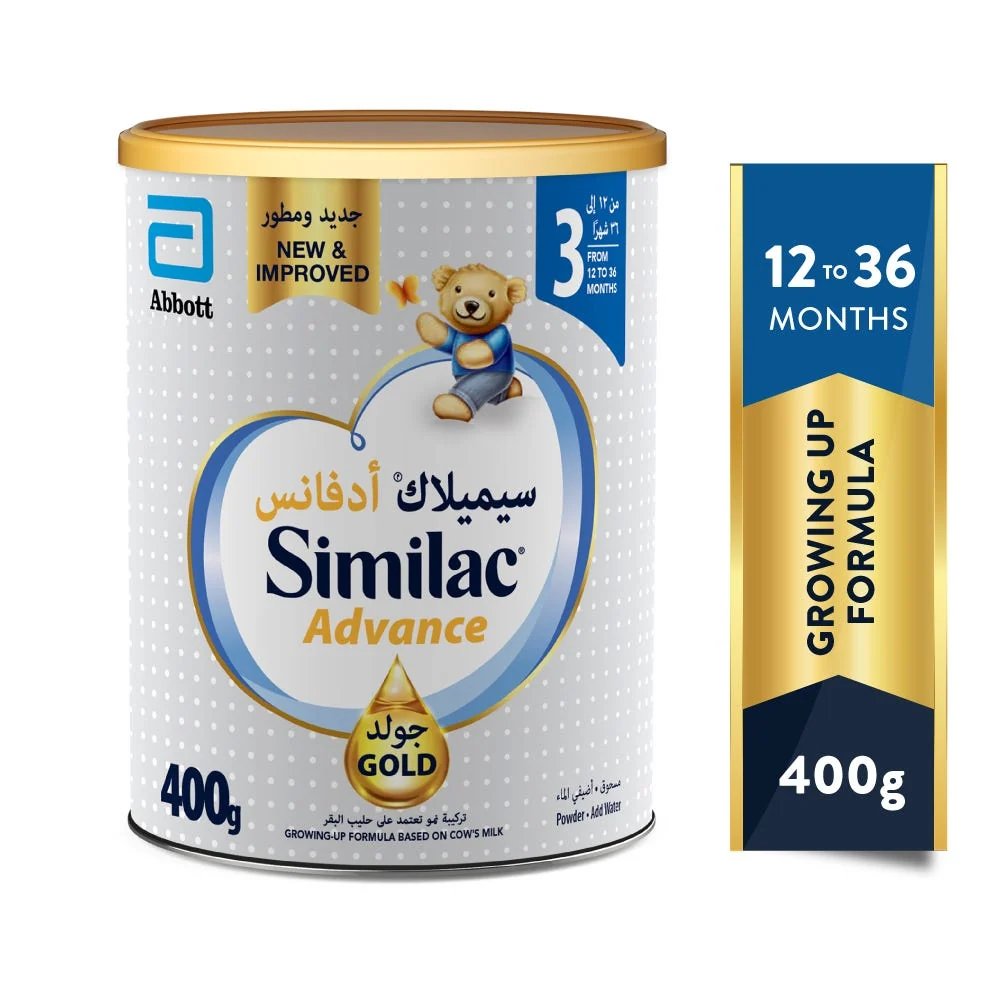 Abbott
جديد ومطور
NEW &
IMPROVED
3
من ١٢ إلى
٣٦ شهرًا
FROM
12 TO 36
MONTHS
سيميلاك® أدفانس
Similac®
Advance
جولد
GOLD
400g
مسحوق • أضيفي الماء
Powder • Add Water
تركيبة نمو تعتمد على حليب البقر
GROWING-UP FORMULA BASED ON COW'S MILK
12 TO 36
MONTHS
GROWING UP
FORMULA
400g